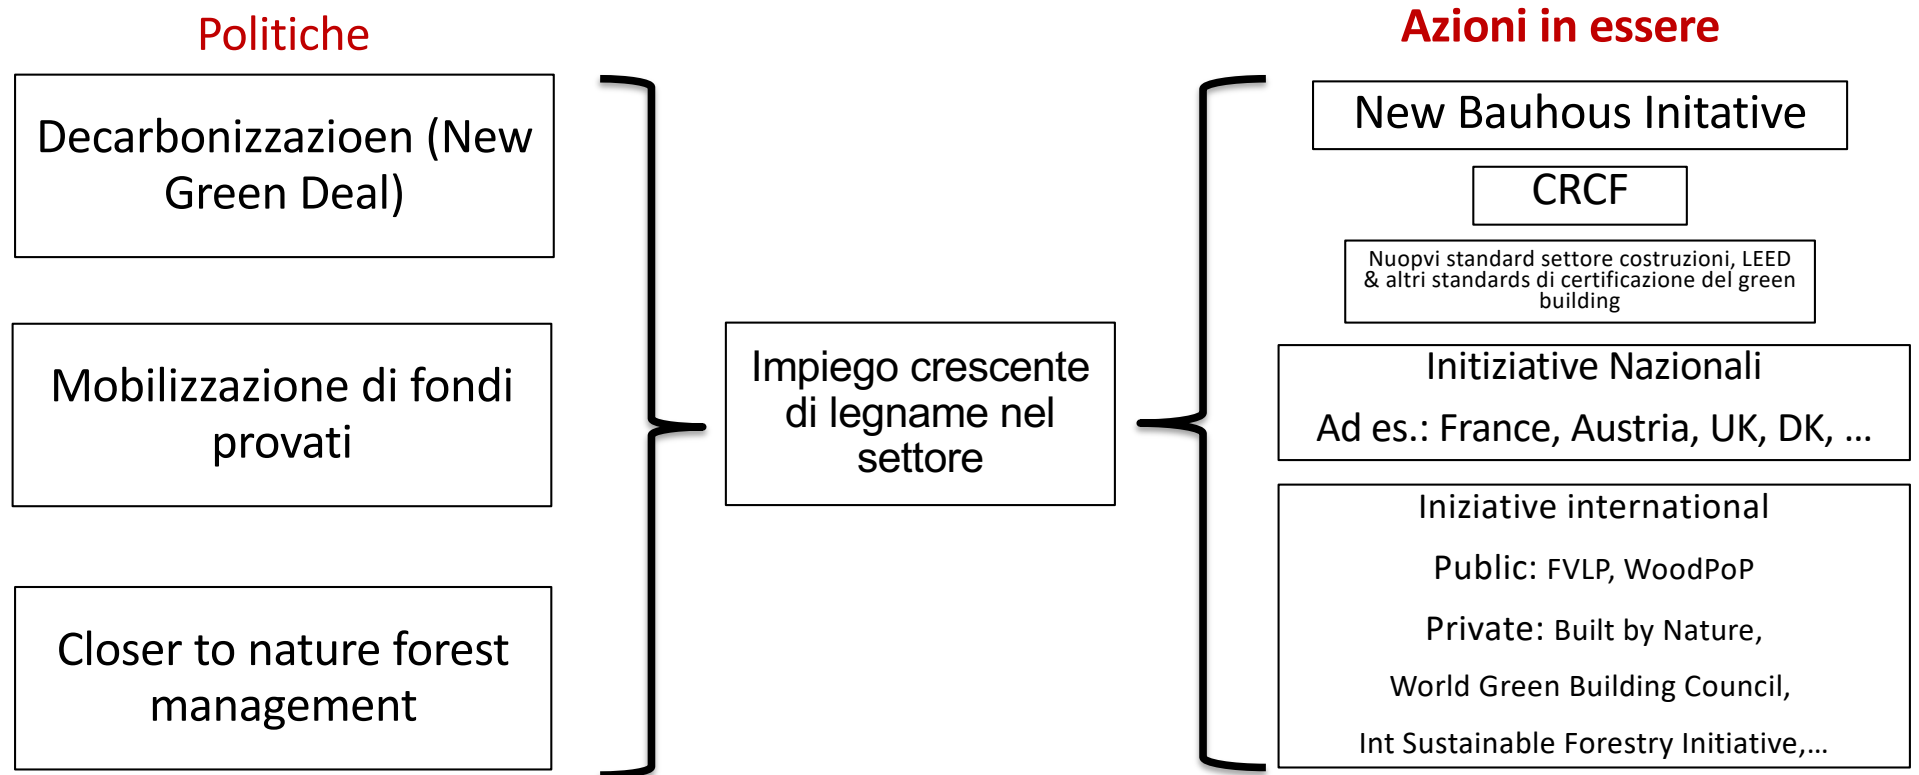 Politiche
Decarbonizzazioen (New
Green Deal)
Mobilizzazione di fondi
provati
Closer to nature forest
management
Impiego crescente
di legname nel
settore
Azioni in essere
New Bauhous Initative
CRCF
Nuopvi standard settore costruzioni, LEED
& altri standards di certificazione del green
building
Initiziative Nazionali
Ad es.: France, Austria, UK, DK, ...
Iniziative international
Public: FVLP, WoodPoP
Private: Built by Nature,
World Green Building Council,
Int Sustainable Forestry Initiative,...